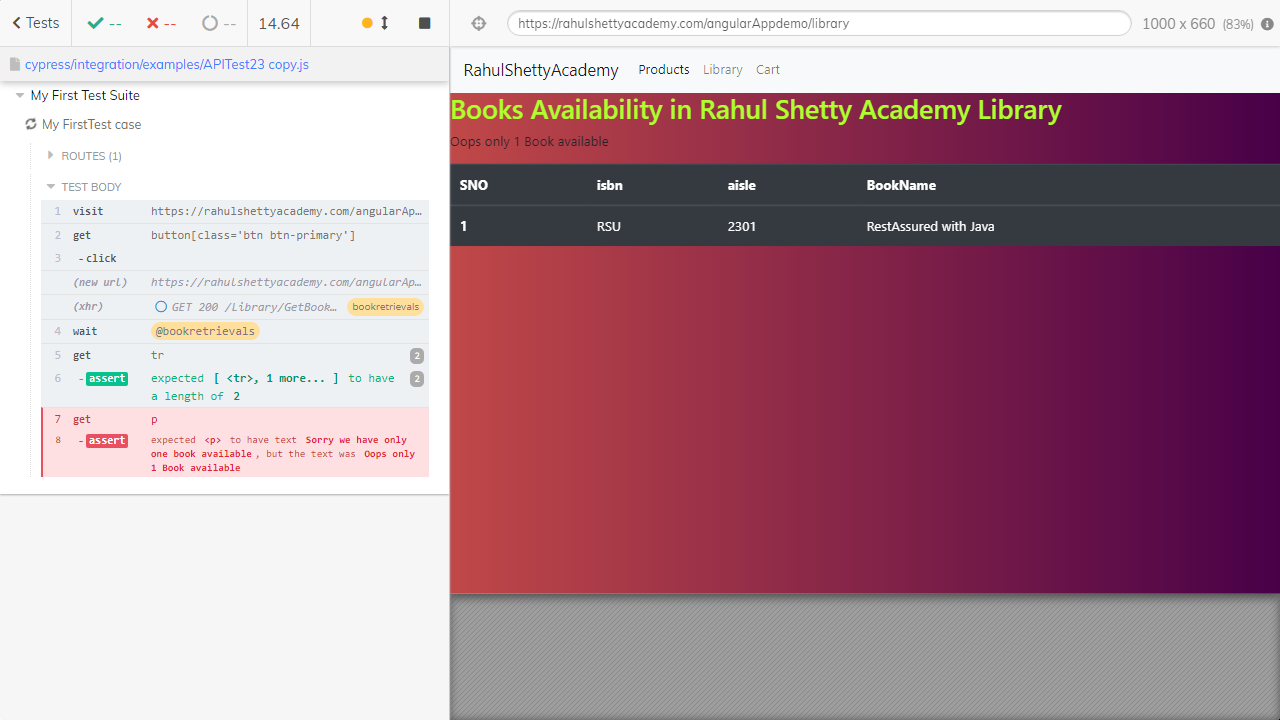 Tests -- -- -- 14.64
https://rahulshettyacademy.com/angularAppdemo/library 1000 x 660 (83%)
cypress/integration/examples/APITest23 copy.js
My First Test Suite
My FirstTest case
ROUTES (1)
TEST BODY
1 visit https://rahulshettyacademy.com/angularAp…
2 get button[class='btn btn-primary']
3 -click
(new url) https://rahulshettyacademy.com/angularAp…
(xhr) GET 200 /Library/GetBook… bookretrievals
4 wait @bookretrievals
5 get tr 2
6 -assert expected [ <tr>, 1 more... ] to have 2
a length of 2
7 get p
8 -assert expected <p> to have text Sorry we have only
one book available, but the text was Oops only
1 Book available
RahulShettyAcademy Products Library Cart
Books Availability in Rahul Shetty Academy Library
Oops only 1 Book available
SNO isbn aisle BookName
1 RSU 2301 RestAssured with Java